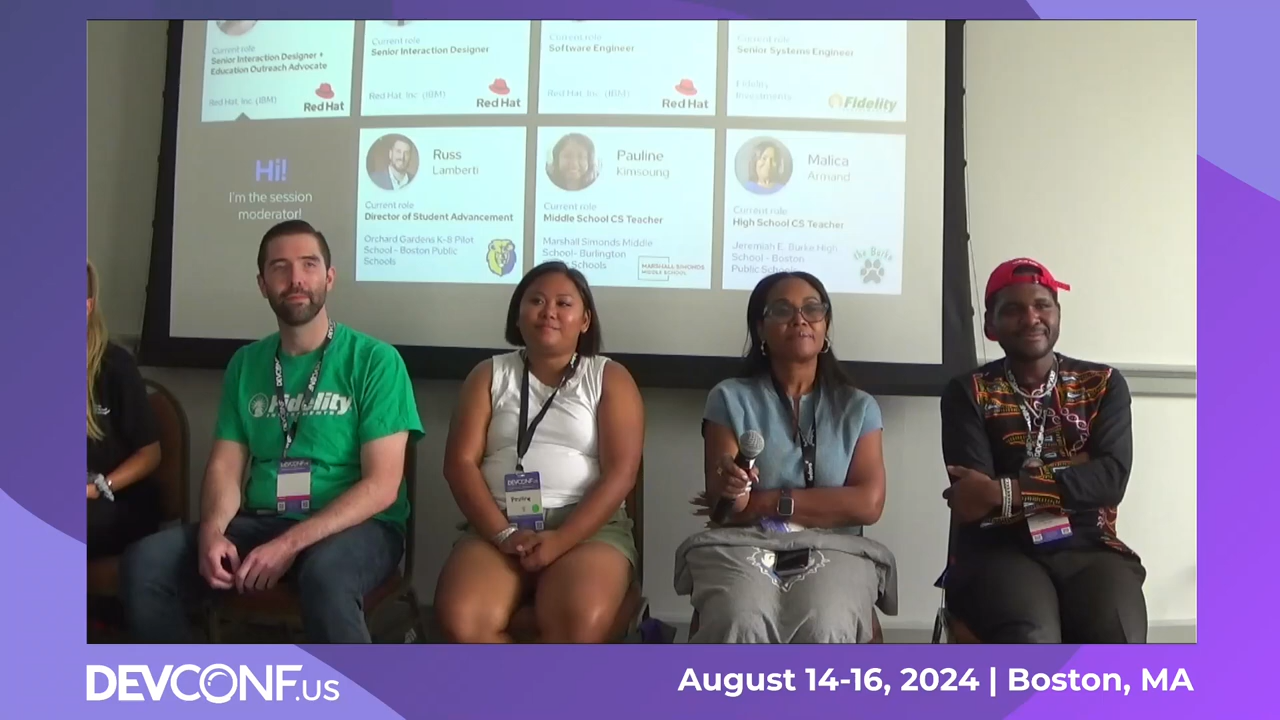 Current role
Senior Interaction Designer +
Education Outreach Advocate
Red Hat, Inc. (IBM)
Red Hat
Current role
Senior Interaction Designer
Red Hat, Inc. (IBM)
Red Hat
Current role
Software Engineer
Red Hat, Inc. (IBM)
Red Hat
Current role
Senior Systems Engineer
Fidelity
Investments
Fidelity
Hi!
I'm the session
moderator!
Russ
Lamberti
Current role
Director of Student Advancement
Orchard Gardens K-8 Pilot
School - Boston Public
Schools
Pauline
Kimsoung
Current role
Middle School CS Teacher
Marshall Simonds Middle
School- Burlington
Schools
MARSHALL SIMONDS
MIDDLE SCHOOL
Malica
Armand
Current role
High School CS Teacher
Jeremiah E. Burke High
School - Boston
Public Schools
The Burke
Fidelity
INVESTMENTS
DEVCONF
DEVCONF
DEVCONF.us
August 14-16, 2024 | Boston, MA